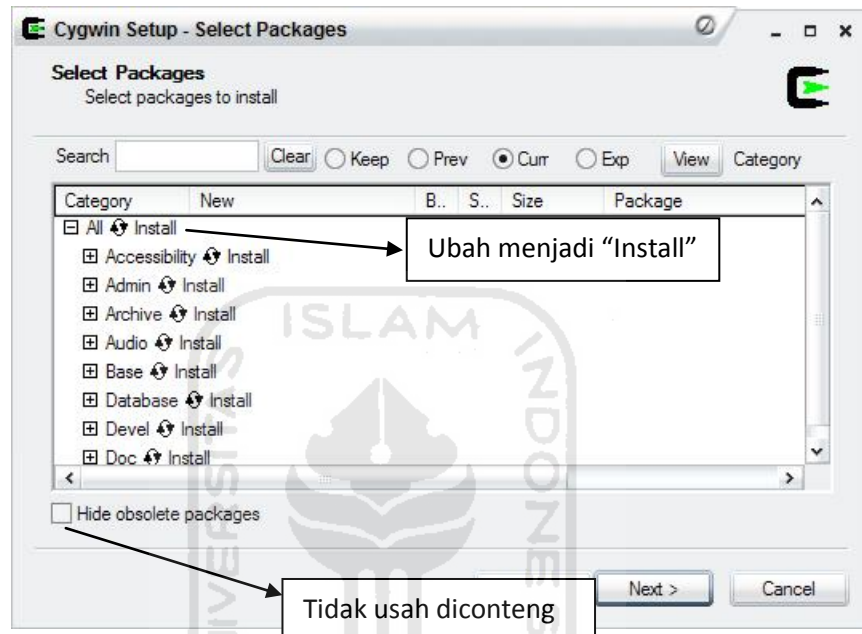 Cygwin Setup - Select Packages
Select Packages
Select packages to install
Search Clear Keep Prev Curr Exp View Category
Category New B.. S.. Size Package
All Install
Ubah menjadi “Install”
Accessibility Install
Admin Install
Archive Install
Audio Install
Base Install
Database Install
Devel Install
Doc Install
Hide obsolete packages
Next > Cancel
Tidak usah diconteng
ISLAM
UNIVERSITAS